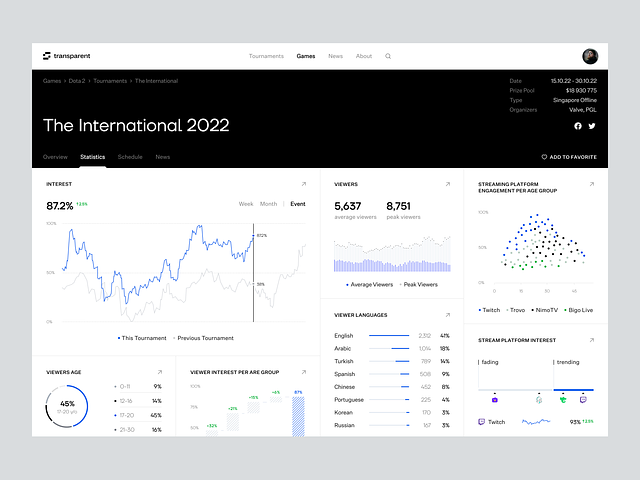 transparent
Tournaments Games News About
Games > Dota 2 > Tournaments > The International
Date 15.10.22 - 30.10.22
Prize Pool $18 930 775
Type Singapore Offline
Organizers Valve, PGL
The International 2022
Overview Statistics Schedule News
ADD TO FAVORITE
INTEREST
87.2% ↑2.5%
Week Month | Event
100%
50%
0%
87.2%
38%
This Tournament Previous Tournament
VIEWERS
5,637 8,751
average viewers peak viewers
Average Viewers Peak Viewers
STREAMING PLATFORM
ENGAGEMENT PER AGE GROUP
100%
50%
0%
0 16 30 45
Twitch Trovo NimoTV Bigo Live
VIEWERS AGE
45%
17-20 y/o
0-11 9%
12-16 14%
17-20 45%
21-30 16%
VIEWER INTEREST PER ARE GROUP
100%
75%
50%
+32%
+21%
+15%
+4%
87%
VIEWER LANGUAGES
English 2,312 41%
Arabic 1,014 18%
Turkish 789 14%
Spanish 508 9%
Chinese 452 8%
Portuguese 225 4%
Korean 170 3%
Russian 167 3%
STREAM PLATFORM INTEREST
fading trending
Twitch 93% ↑2.5%